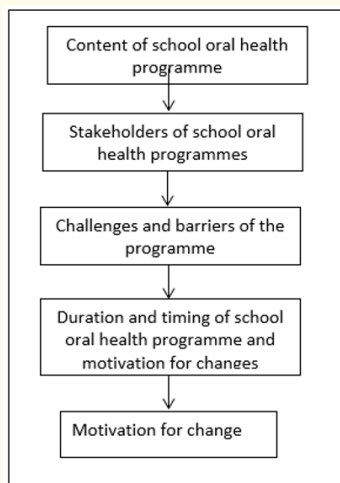 Content of school oral health
programme
Stakeholders of school oral
health programmes
Challenges and barriers of the
programme
Duration and timing of school
oral health programme and
motivation for changes
Motivation for change